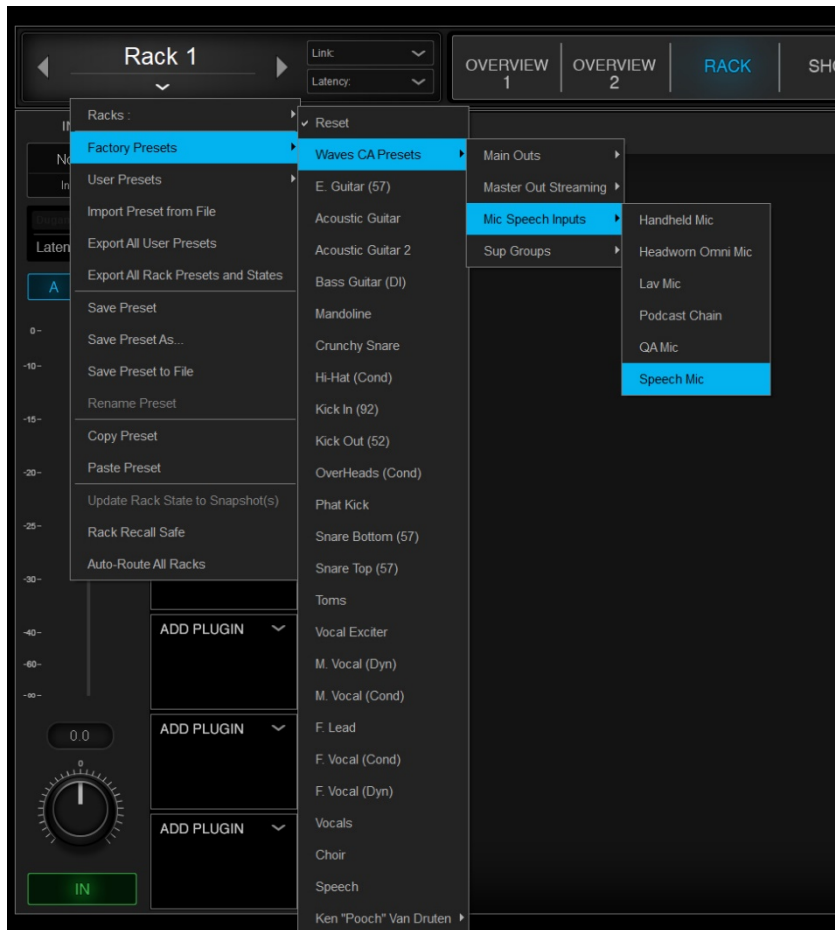 Rack 1
Link:
Latency:
OVERVIEW 1
OVERVIEW 2
RACK
Racks :
Factory Presets
User Presets
Import Preset from File
Export All User Presets
Export All Rack Presets and States
Save Preset
Save Preset As...
Save Preset to File
Rename Preset
Copy Preset
Paste Preset
Update Rack State to Snapshot(s)
Rack Recall Safe
Auto-Route All Racks
Reset
Waves CA Presets
E. Guitar (57)
Acoustic Guitar
Acoustic Guitar 2
Bass Guitar (DI)
Mandoline
Crunchy Snare
Hi-Hat (Cond)
Kick In (92)
Kick Out (52)
OverHeads (Cond)
Phat Kick
Snare Bottom (57)
Snare Top (57)
Toms
Vocal Exciter
M. Vocal (Dyn)
M. Vocal (Cond)
F. Lead
F. Vocal (Cond)
F. Vocal (Dyn)
Vocals
Choir
Speech
Ken "Pooch" Van Druten
Main Outs
Master Out Streaming
Mic Speech Inputs
Sup Groups
Handheld Mic
Headworn Omni Mic
Lav Mic
Podcast Chain
QA Mic
Speech Mic
A
0-
-10-
-15-
-20-
-25-
-30-
-40-
-60-
-∞-
ADD PLUGIN
ADD PLUGIN
ADD PLUGIN
0.0
0
IN